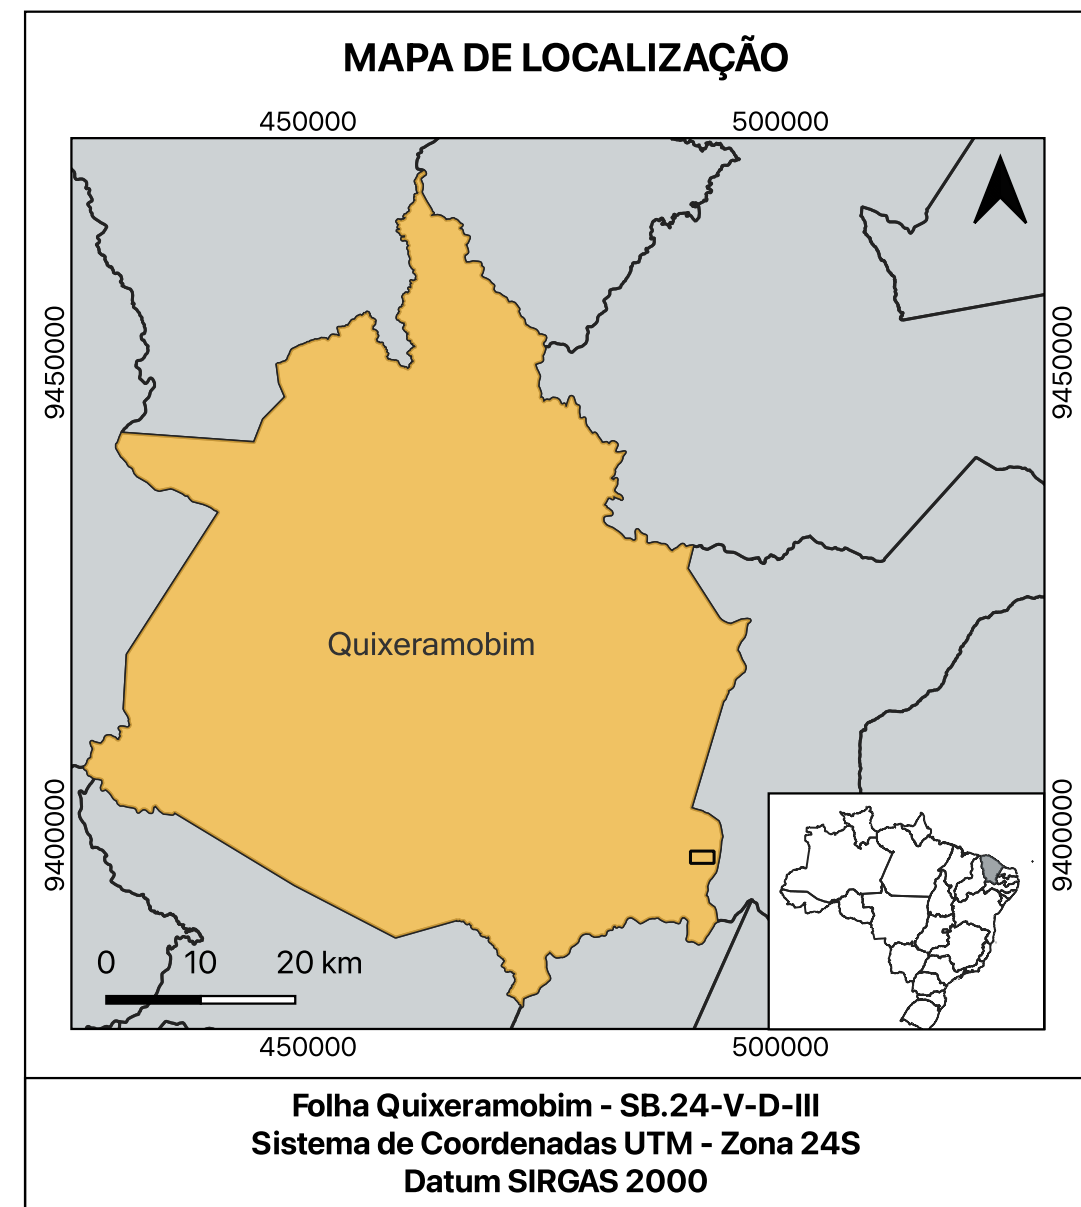 MAPA DE LOCALIZAÇÃO
450000 500000
9450000 9450000
Quixeramobim
9400000 9400000
0 10 20 km
450000 500000
Folha Quixeramobim - SB.24-V-D-III
Sistema de Coordenadas UTM - Zona 24S
Datum SIRGAS 2000